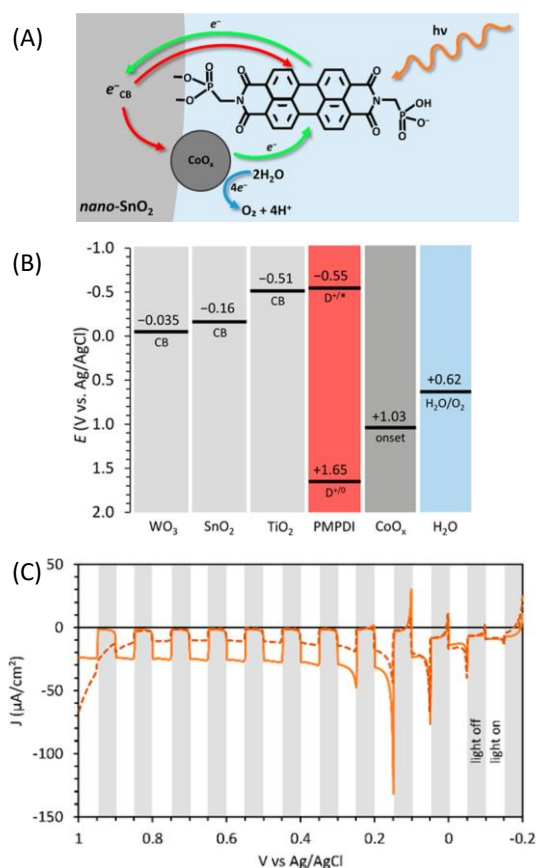 (A)
e⁻
hν
e⁻CB
O
O
P
O
O
N
O
O
N
O
O
P
OH
O⁻
CoOₓ
e⁻
2H₂O
4e⁻
O₂ + 4H⁺
nano-SnO₂
(B)
-1.0
-0.5
0.0
0.5
1.0
1.5
2.0
E (V vs. Ag/AgCl)
−0.035
CB
−0.16
CB
−0.51
CB
−0.55
D⁺/*
+1.65
D⁺/⁰
+1.03
onset
+0.62
H₂O/O₂
WO₃ SnO₂ TiO₂ PMPDI CoOₓ H₂O
(C)
50
0
-50
-100
-150
J (µA/cm²)
light off
light on
1 0.8 0.6 0.4 0.2 0 -0.2
V vs Ag/AgCl